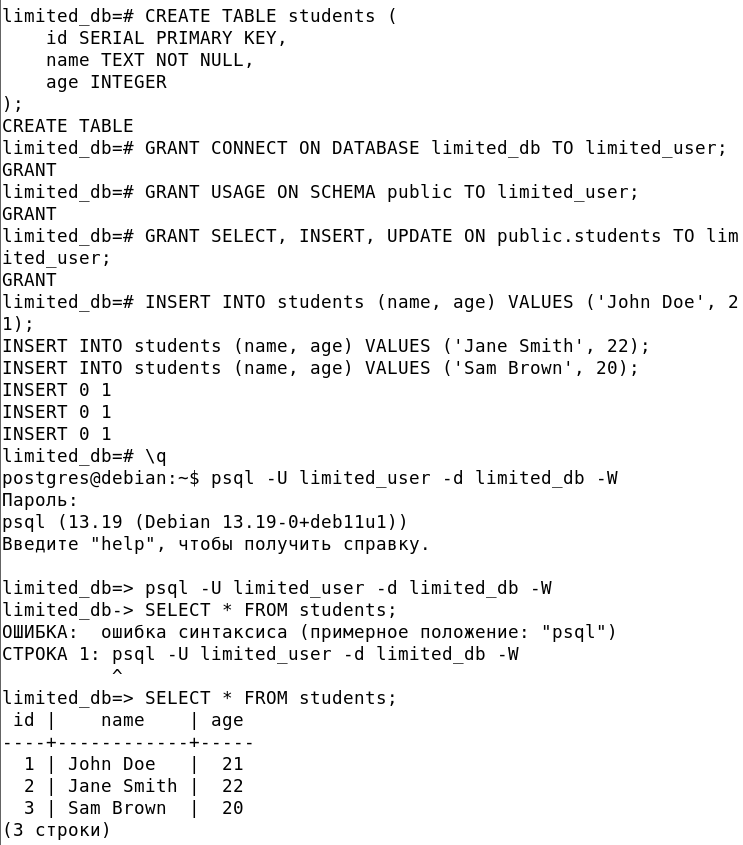 limited_db=# CREATE TABLE students (
    id SERIAL PRIMARY KEY,
    name TEXT NOT NULL,
    age INTEGER
);
CREATE TABLE
limited_db=# GRANT CONNECT ON DATABASE limited_db TO limited_user;
GRANT
limited_db=# GRANT USAGE ON SCHEMA public TO limited_user;
GRANT
limited_db=# GRANT SELECT, INSERT, UPDATE ON public.students TO lim
ited_user;
GRANT
limited_db=# INSERT INTO students (name, age) VALUES ('John Doe', 2
1);
INSERT INTO students (name, age) VALUES ('Jane Smith', 22);
INSERT INTO students (name, age) VALUES ('Sam Brown', 20);
INSERT 0 1
INSERT 0 1
INSERT 0 1
limited_db=# \q
postgres@debian:~$ psql -U limited_user -d limited_db -W
Пароль:
psql (13.19 (Debian 13.19-0+deb11u1))
Введите "help", чтобы получить справку.

limited_db=> psql -U limited_user -d limited_db -W
limited_db-> SELECT * FROM students;
ОШИБКА:  ошибка синтаксиса (примерное положение: "psql")
СТРОКА 1: psql -U limited_user -d limited_db -W
          ^
limited_db=> SELECT * FROM students;
 id |    name    | age
----+------------+-----
  1 | John Doe   |  21
  2 | Jane Smith |  22
  3 | Sam Brown  |  20
(3 строки)